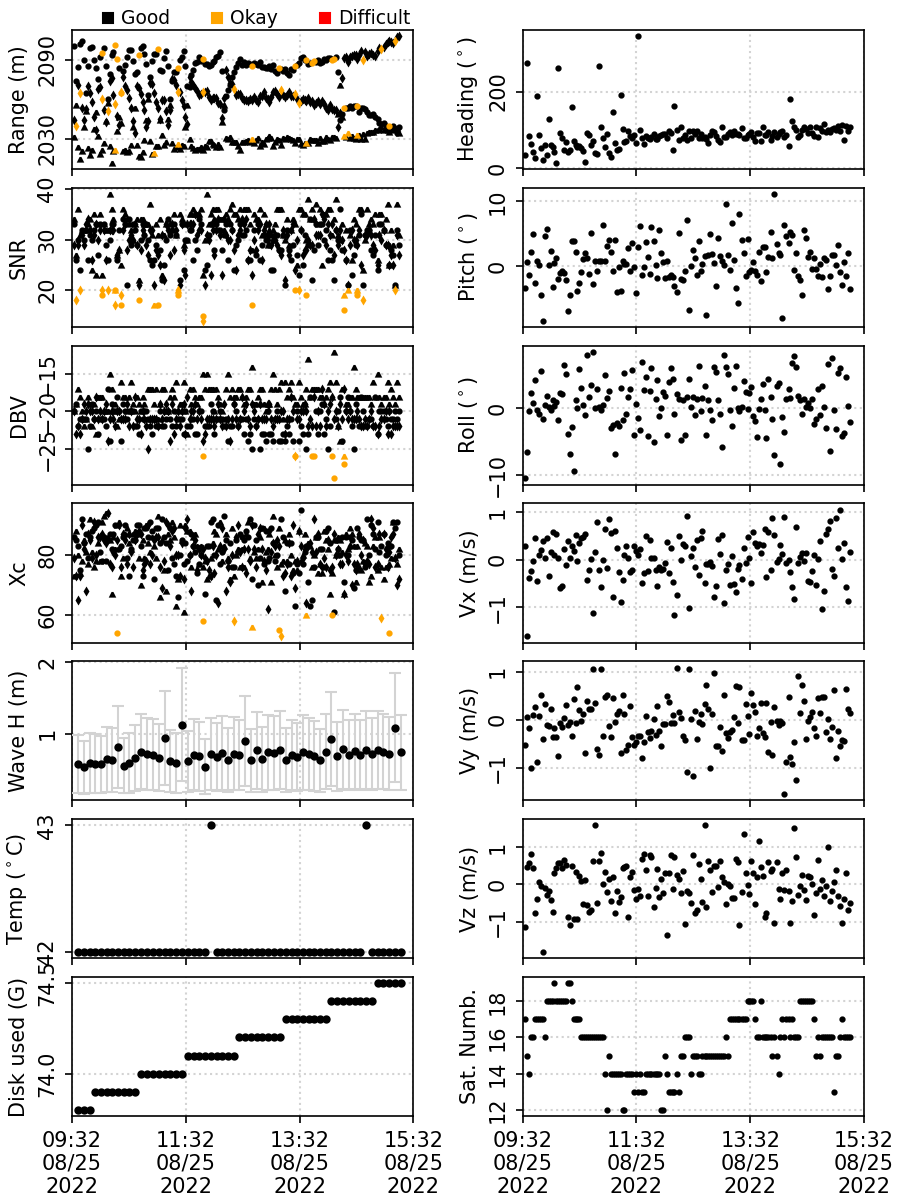 Good Okay Difficult
Range (m) 2090 2030
Heading (°) 200 0
SNR 40 30 20
Pitch (°) 10 0
DBV −15 −20 −25
Roll (°) 0 −10
Xc 80 60
Vx (m/s) 1 0 −1
Wave H (m) 2 1
Vy (m/s) 1 0 −1
Temp (°C) 43 42
Vz (m/s) 1 0 −1
Disk used (G) 74.5 74.0
Sat. Numb. 18 16 14 12
09:32 11:32 13:32 15:32 09:32 11:32 13:32 15:32
08/25 08/25 08/25 08/25 08/25 08/25 08/25 08/25
2022 2022 2022 2022 2022 2022 2022 2022